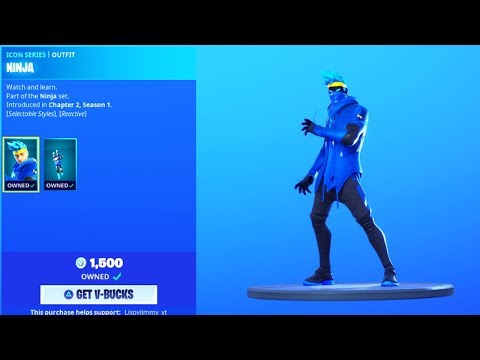 ICON SERIES | OUTFIT
NINJA
Watch and learn.
Part of the Ninja set.
Introduced in Chapter 2, Season 1.
[Selectable Styles], [Reactive]
OWNED OWNED
1,500
OWNED
GET V-BUCKS
This purchase helps support: Lispyjimmy_yt